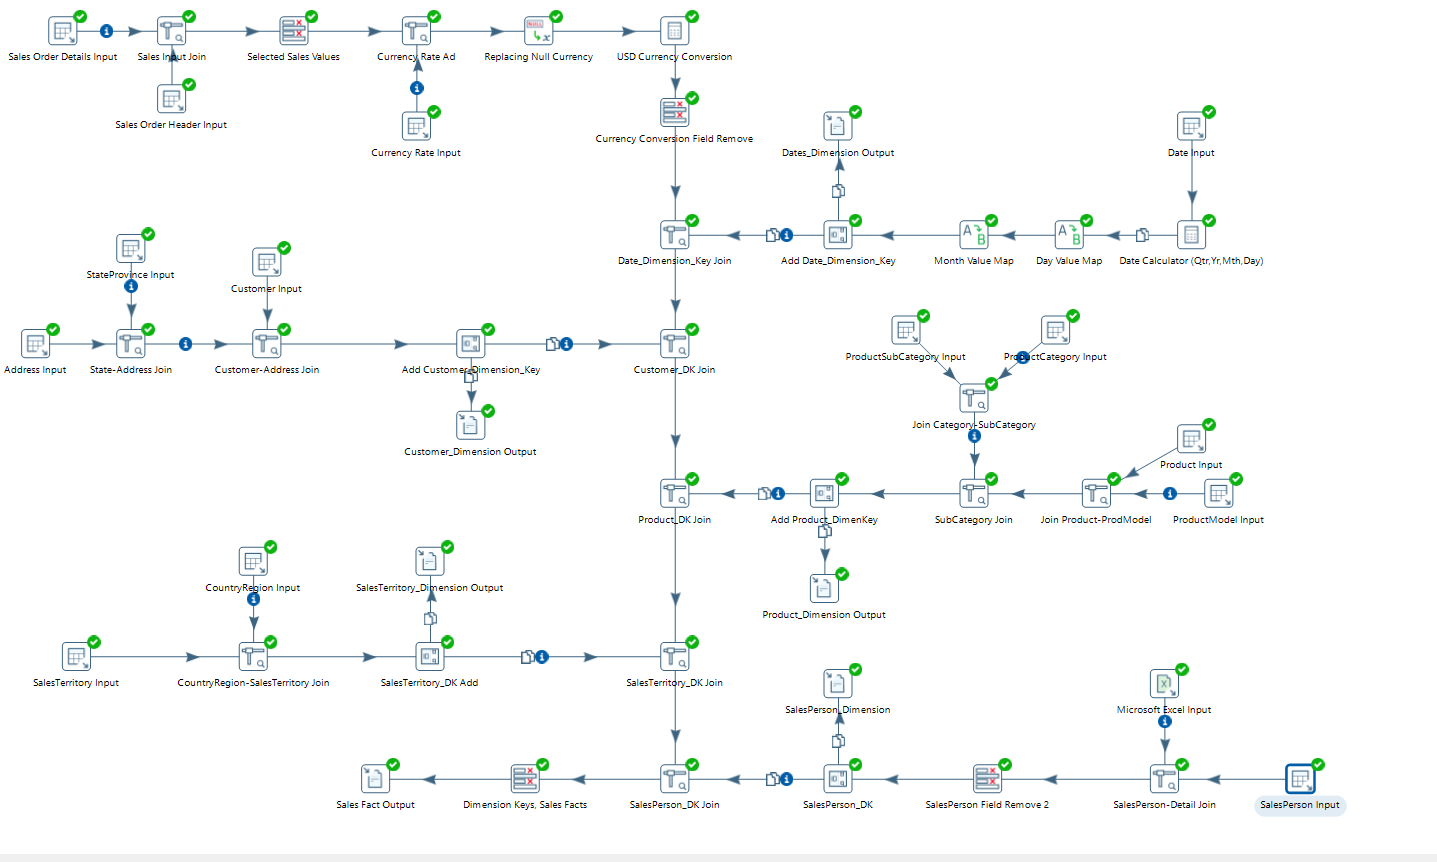 Sales Order Details Input
Sales Input Join
Selected Sales Values
Currency Rate Ad
Replacing Null Currency
USD Currency Conversion
Sales Order Header Input
Currency Rate Input
Currency Conversion Field Remove
Dates_Dimension Output
Date Input
StateProvince Input
Customer Input
Date_Dimension_Key Join
Add Date_Dimension_Key
Month Value Map
Day Value Map
Date Calculator (Qtr,Yr,Mth,Day)
Address Input
State-Address Join
Customer-Address Join
Add Customer_Dimension_Key
Customer_DK Join
ProductSubCategory Input
ProductCategory Input
Join Category-SubCategory
Customer_Dimension Output
Product Input
Product_DK Join
Add Product_DimenKey
SubCategory Join
Join Product-ProdModel
ProductModel Input
CountryRegion Input
SalesTerritory_Dimension Output
Product_Dimension Output
SalesTerritory Input
CountryRegion-SalesTerritory Join
SalesTerritory_DK Add
SalesTerritory_DK Join
SalesPerson_Dimension
Microsoft Excel Input
Sales Fact Output
Dimension Keys, Sales Facts
SalesPerson_DK Join
SalesPerson_DK
SalesPerson Field Remove 2
SalesPerson-Detail Join
SalesPerson Input